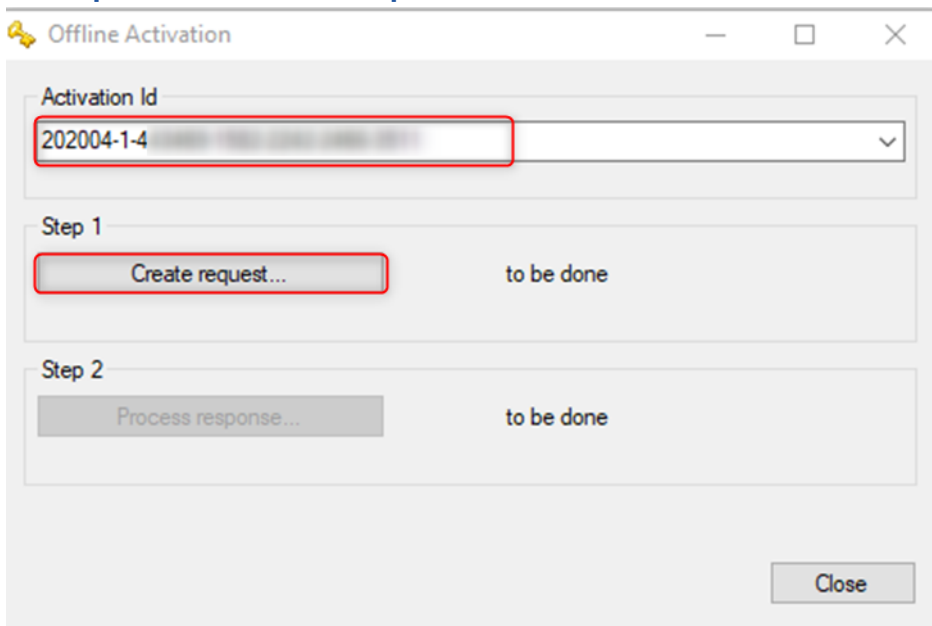 Offline Activation
Activation Id
202004-1-4
Step 1
Create request...
to be done
Step 2
Process response...
to be done
Close